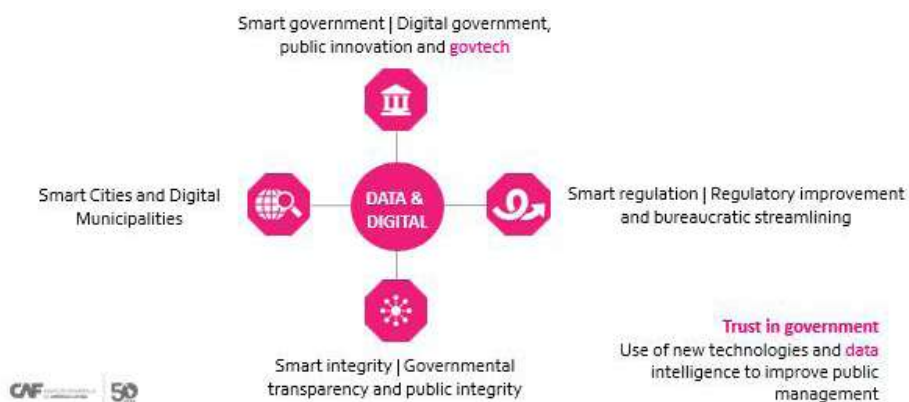 Smart government | Digital government,
public innovation and govtech
Smart Cities and Digital
Municipalities
DATA &
DIGITAL
Smart regulation | Regulatory improvement
and bureaucratic streamlining
Smart integrity | Governmental
transparency and public integrity
Trust in government
Use of new technologies and data
intelligence to improve public
management
CAF
50